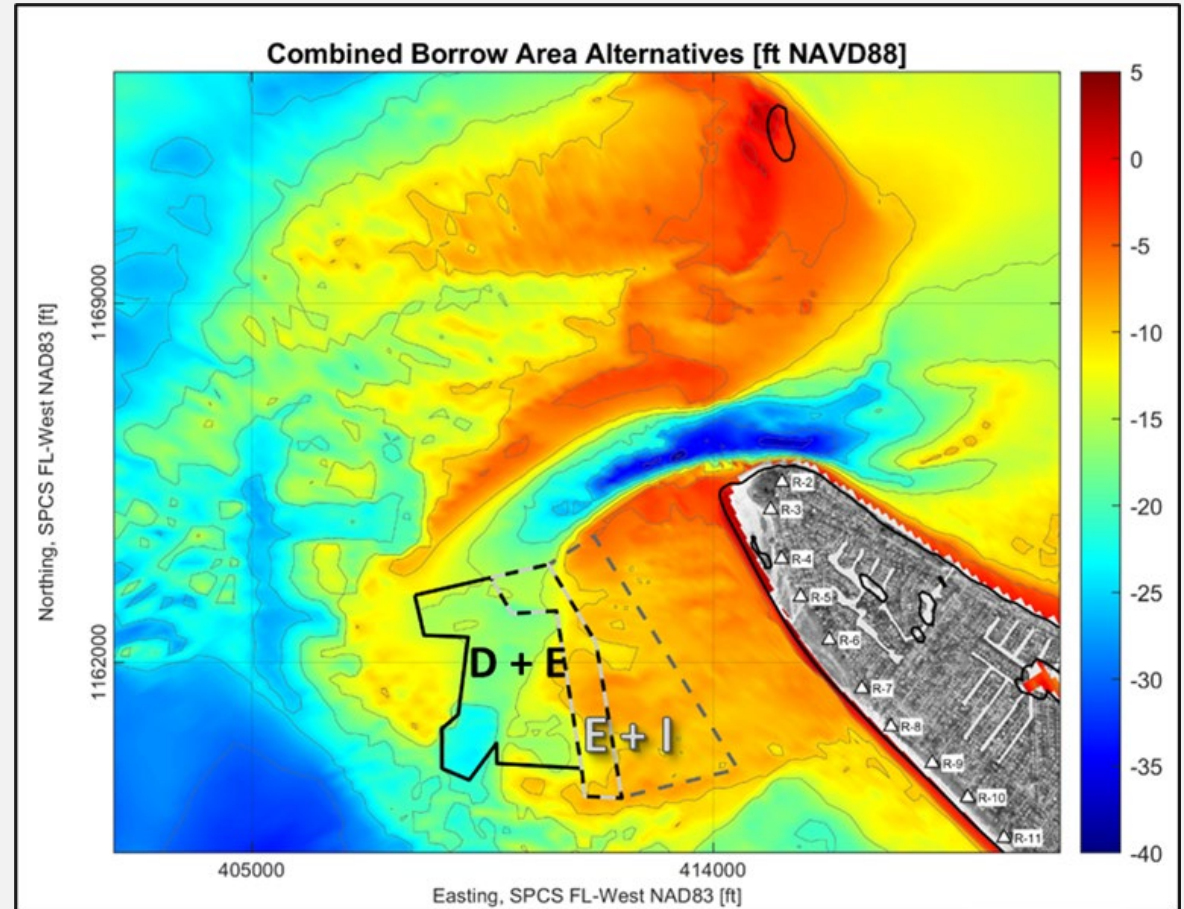 Combined Borrow Area Alternatives [ft NAVD88]
5
0
-5
-10
-15
-20
-25
-30
-35
-40
Northing, SPCS FL-West NAD83 [ft]
1169000
1162000
R-2
R-3
R-4
R-5
R-6
R-7
R-8
R-9
R-10
R-11
D + E
E + I
405000
414000
Easting, SPCS FL-West NAD83 [ft]